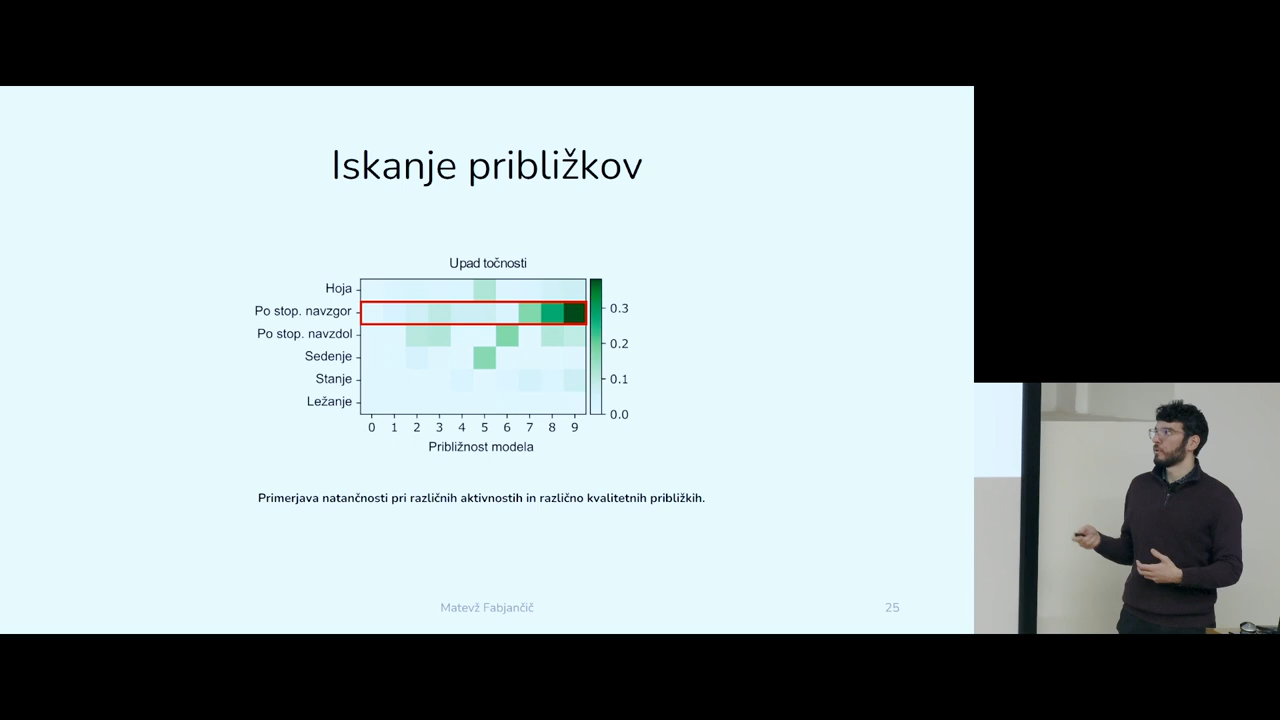 Iskanje približkov
Upad točnosti
Hoja
Po stop. navzgor
Po stop. navzdol
Sedenje
Stanje
Ležanje
0.3
0.2
0.1
0.0
0 1 2 3 4 5 6 7 8 9
Približnost modela
Primerjava natančnosti pri različnih aktivnostih in različno kvalitetnih približkih.
Matevž Fabjančič
25